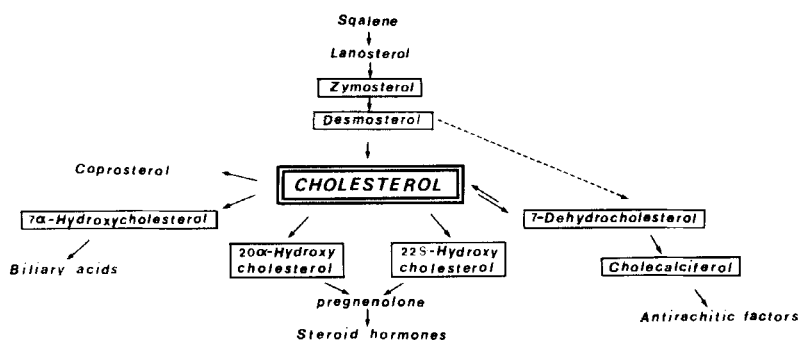 Sqalene
Lanosterol
Zymosterol
Desmosterol
Coprosterol
CHOLESTEROL
7α-Hydroxycholesterol
7-Dehydrocholesterol
20α-Hydroxy
cholesterol
22S-Hydroxy
cholesterol
Biliary acids
Cholecalciferol
pregnenolone
Antirachitic factors
Steroid hormones